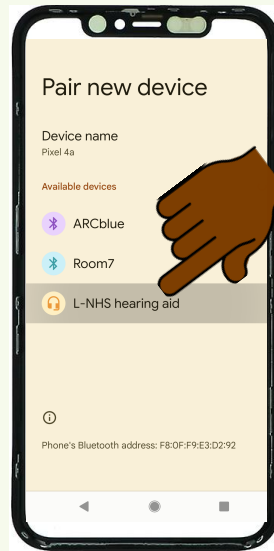 Pair new device
Device name
Pixel 4a
Available devices
ARCblue
Room7
L-NHS hearing aid
Phone's Bluetooth address: F8:0F:F9:E3:D2:92